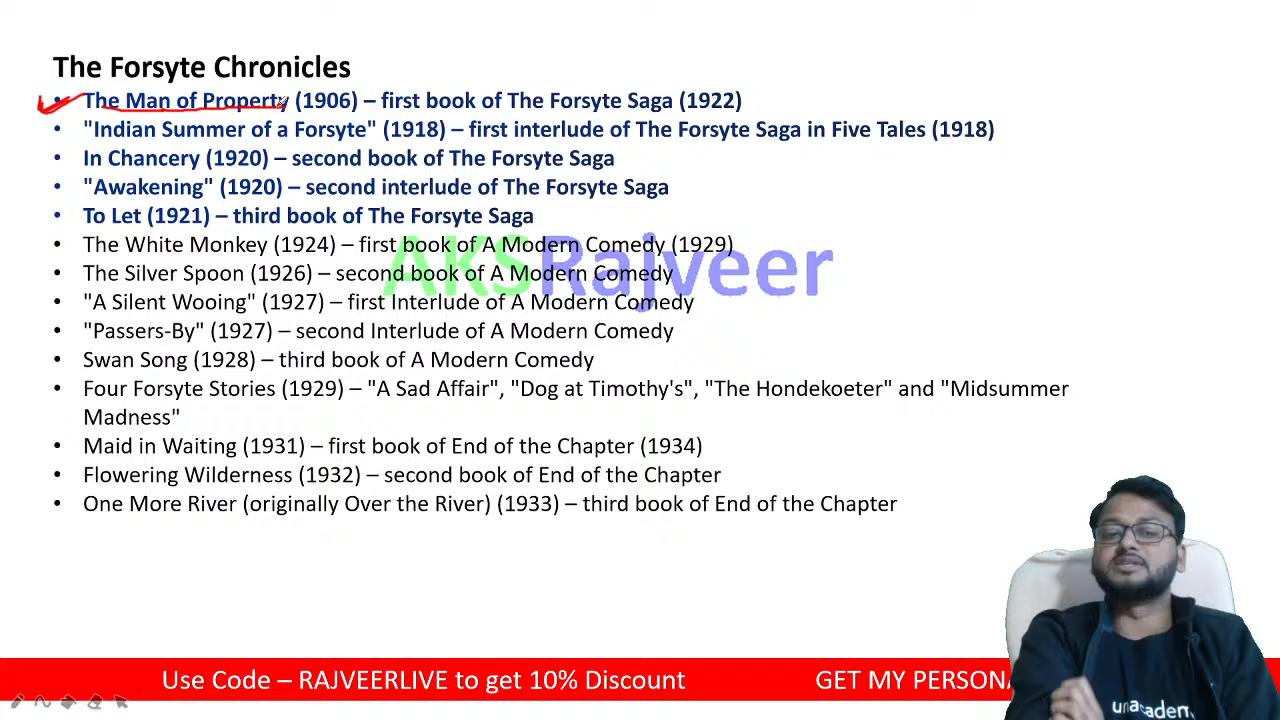 The Forsyte Chronicles
• The Man of Property (1906) – first book of The Forsyte Saga (1922)
• "Indian Summer of a Forsyte" (1918) – first interlude of The Forsyte Saga in Five Tales (1918)
• In Chancery (1920) – second book of The Forsyte Saga
• "Awakening" (1920) – second interlude of The Forsyte Saga
• To Let (1921) – third book of The Forsyte Saga
• The White Monkey (1924) – first book of A Modern Comedy (1929)
• The Silver Spoon (1926) – second book of A Modern Comedy
AKSRajveer
• "A Silent Wooing" (1927) – first Interlude of A Modern Comedy
• "Passers-By" (1927) – second Interlude of A Modern Comedy
• Swan Song (1928) – third book of A Modern Comedy
• Four Forsyte Stories (1929) – "A Sad Affair", "Dog at Timothy's", "The Hondekoeter" and "Midsummer
Madness"
• Maid in Waiting (1931) – first book of End of the Chapter (1934)
• Flowering Wilderness (1932) – second book of End of the Chapter
• One More River (originally Over the River) (1933) – third book of End of the Chapter
Use Code – RAJVEERLIVE to get 10% Discount GET MY PERSONA
unacadem